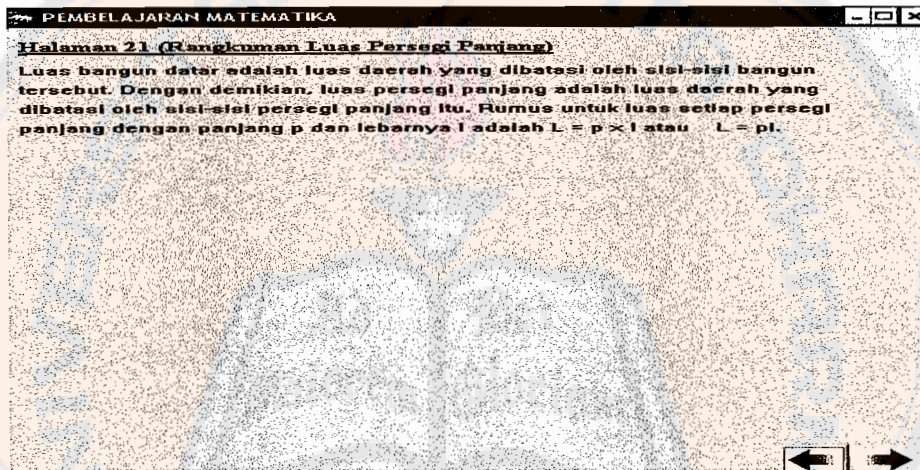 PEMBELAJARAN MATEMATIKA
Halaman 21 (Rangkuman Luas Persegi Panjang)
Luas bangun datar adalah luas daerah yang dibatasi oleh sisi-sisi bangun
tersebut. Dengan demikian, luas persegi panjang adalah luas daerah yang
dibatasi oleh sisi-sisi persegi panjang itu. Rumus untuk luas setiap persegi
panjang dengan panjang p dan lebarnya l adalah L = p × l atau L = pl.